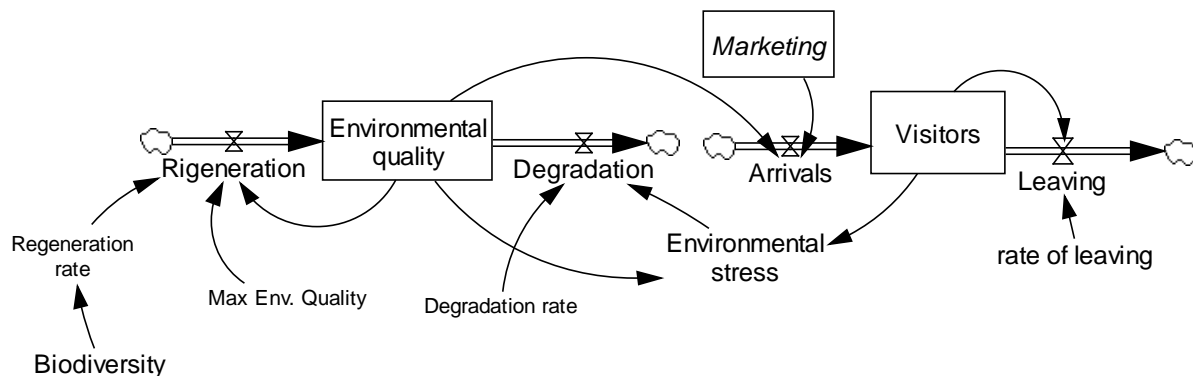 Marketing
Environmental
quality
Visitors
Rigeneration
Degradation
Arrivals
Leaving
Regeneration
rate
Max Env. Quality
Degradation rate
Environmental
stress
rate of leaving
Biodiversity